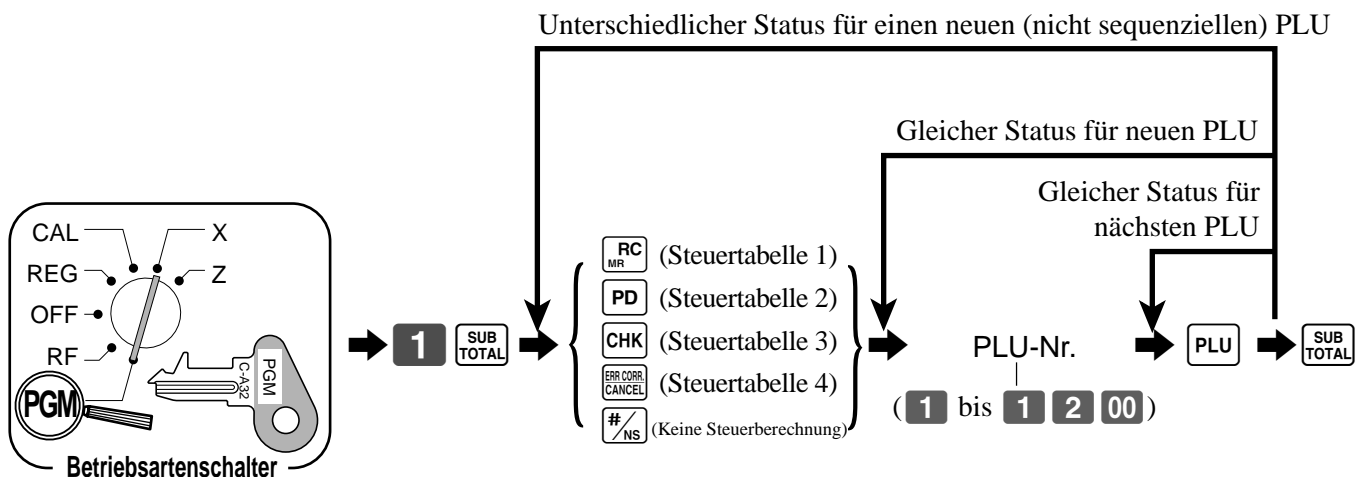 Unterschiedlicher Status für einen neuen (nicht sequenziellen) PLU
Gleicher Status für neuen PLU
Gleicher Status für
nächsten PLU
CAL
X
REG
Z
OFF
RF
PGM
PGM
C-A32
Betriebsartenschalter
1 SUB TOTAL
RC MR (Steuertabelle 1)
PD (Steuertabelle 2)
CHK (Steuertabelle 3)
ERR CORR. CANCEL (Steuertabelle 4)
#/NS (Keine Steuerberechnung)
PLU-Nr.
(1 bis 1 2 00)
PLU
SUB TOTAL